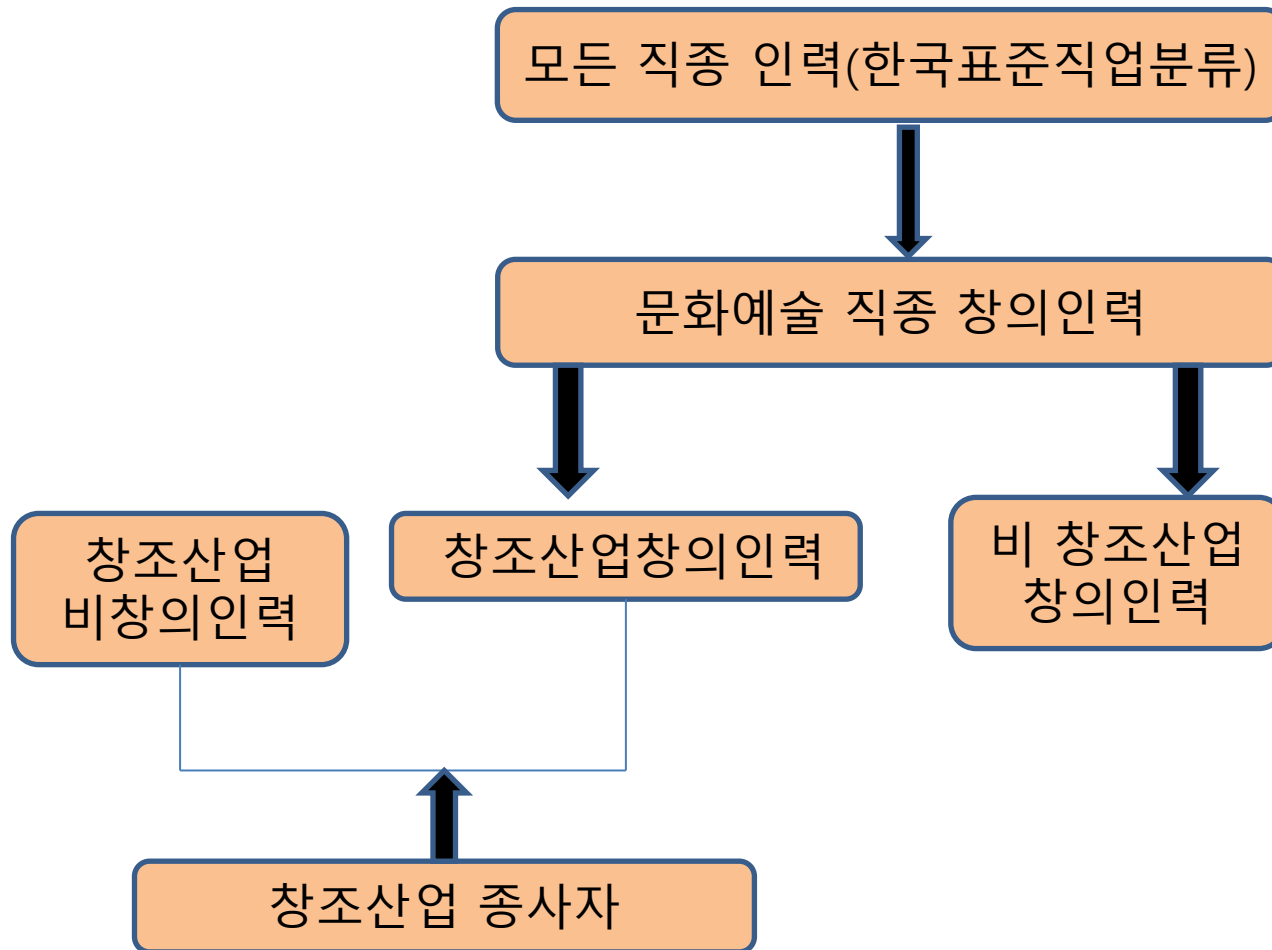 모든 직종 인력(한국표준직업분류)
문화예술 직종 창의인력
창조산업
비창의인력
창조산업창의인력
비 창조산업
창의인력
창조산업 종사자